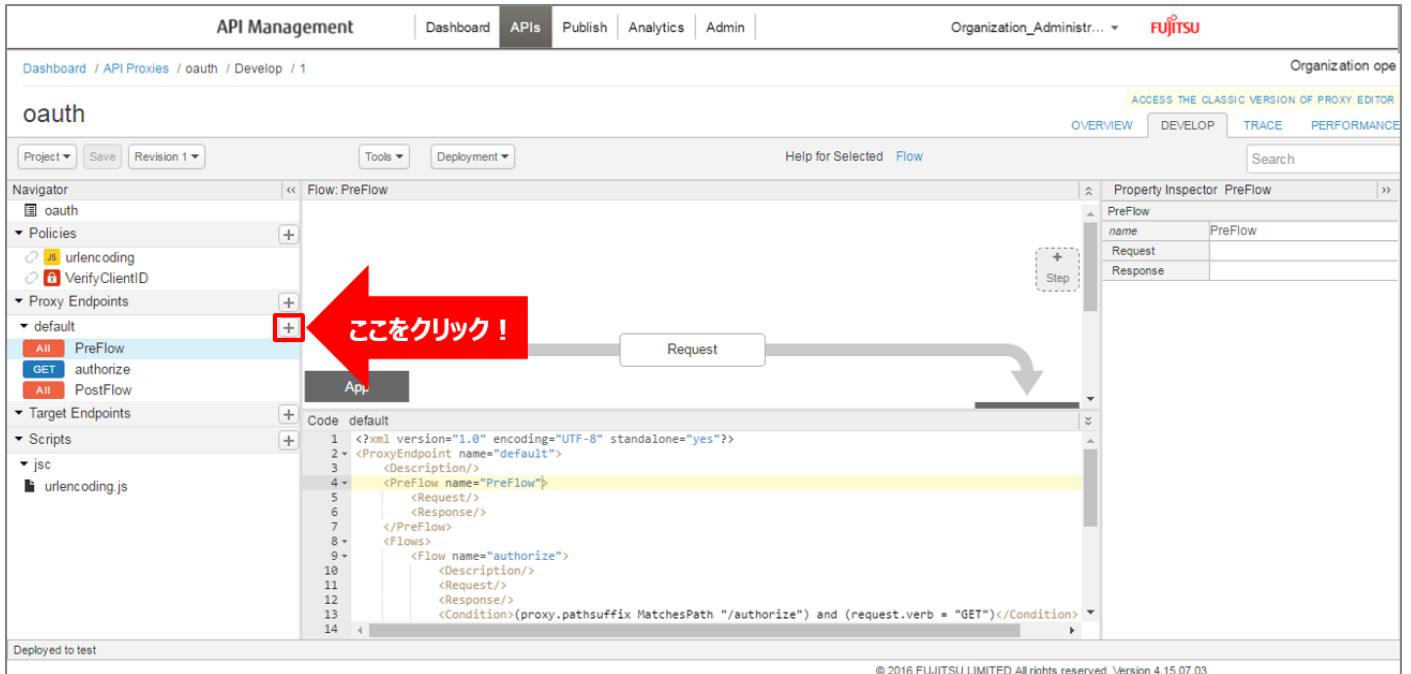 API Management Dashboard APIs Publish Analytics Admin Organization_Administr... FUJITSU
Dashboard / API Proxies / oauth / Develop / 1
Organization ope
ACCESS THE CLASSIC VERSION OF PROXY EDITOR
oauth
OVERVIEW DEVELOP TRACE PERFORMANCE
Project Save Revision 1 Tools Deployment Help for Selected Flow Search
Navigator
oauth
Policies
JS urlencoding
VerifyClientID
Proxy Endpoints
default
All PreFlow
GET authorize
All PostFlow
Target Endpoints
Scripts
jsc
urlencoding.js
ここをクリック！
Flow: PreFlow
+
Step
Request
App
Code default
1 <?xml version="1.0" encoding="UTF-8" standalone="yes"?>
2 <ProxyEndpoint name="default">
3 <Description/>
4 <PreFlow name="PreFlow">
5 <Request/>
6 <Response/>
7 </PreFlow>
8 <Flows>
9 <Flow name="authorize">
10 <Description/>
11 <Request/>
12 <Response/>
13 <Condition>(proxy.pathsuffix MatchesPath "/authorize") and (request.verb = "GET")</Condition>
14
Property Inspector PreFlow
PreFlow
name PreFlow
Request
Response
Deployed to test
© 2016 FUJITSU LIMITED All rights reserved. Version 4.15.07.03